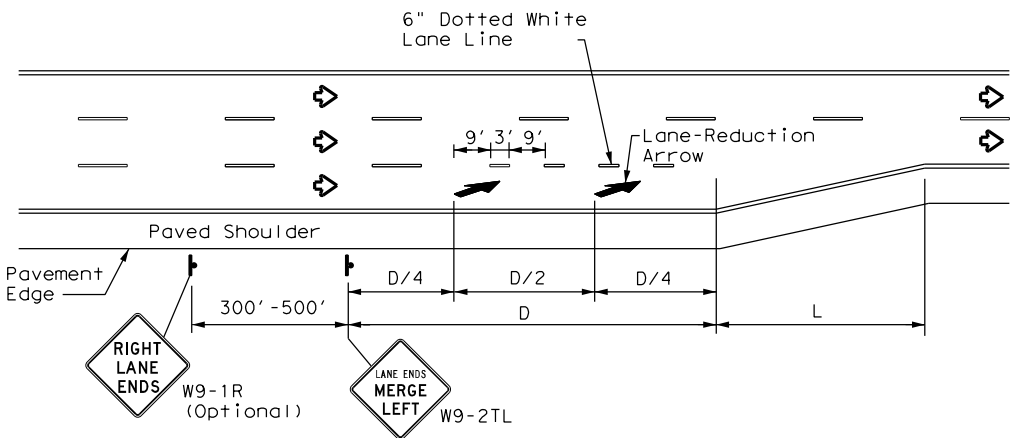 6" Dotted White
Lane Line
9' 3' 9'
Lane-Reduction
Arrow
Paved Shoulder
Pavement
Edge
D/4 D/2 D/4
300'-500' D L
RIGHT
LANE
ENDS
W9-1R
(Optional)
LANE ENDS
MERGE
LEFT
W9-2TL